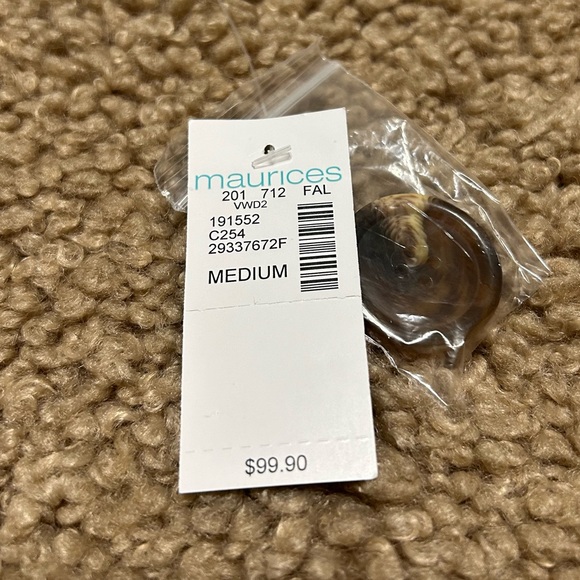 maurices
201 712 FAL
VWD2
191552
C254
29337672F
MEDIUM
$99.90